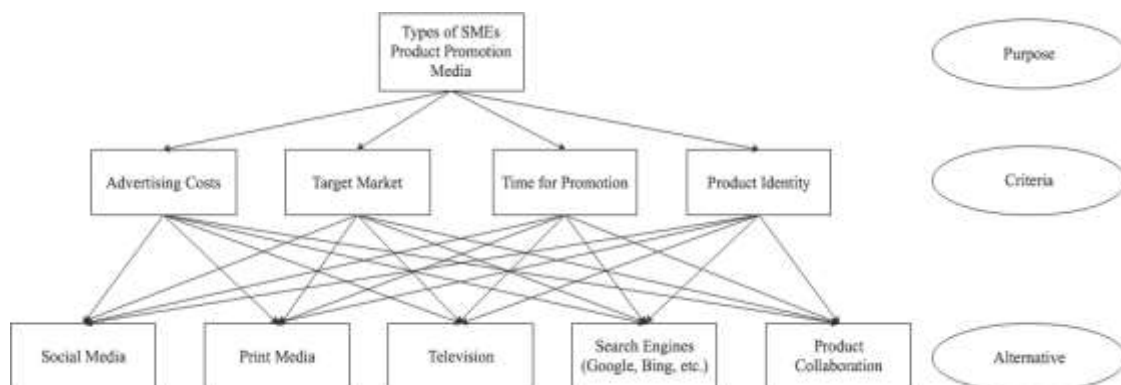 Types of SMEs
Product Promotion
Media
Purpose
Advertising Costs
Target Market
Time for Promotion
Product Identity
Criteria
Social Media
Print Media
Television
Search Engines
(Google, Bing, etc.)
Product
Collaboration
Alternative